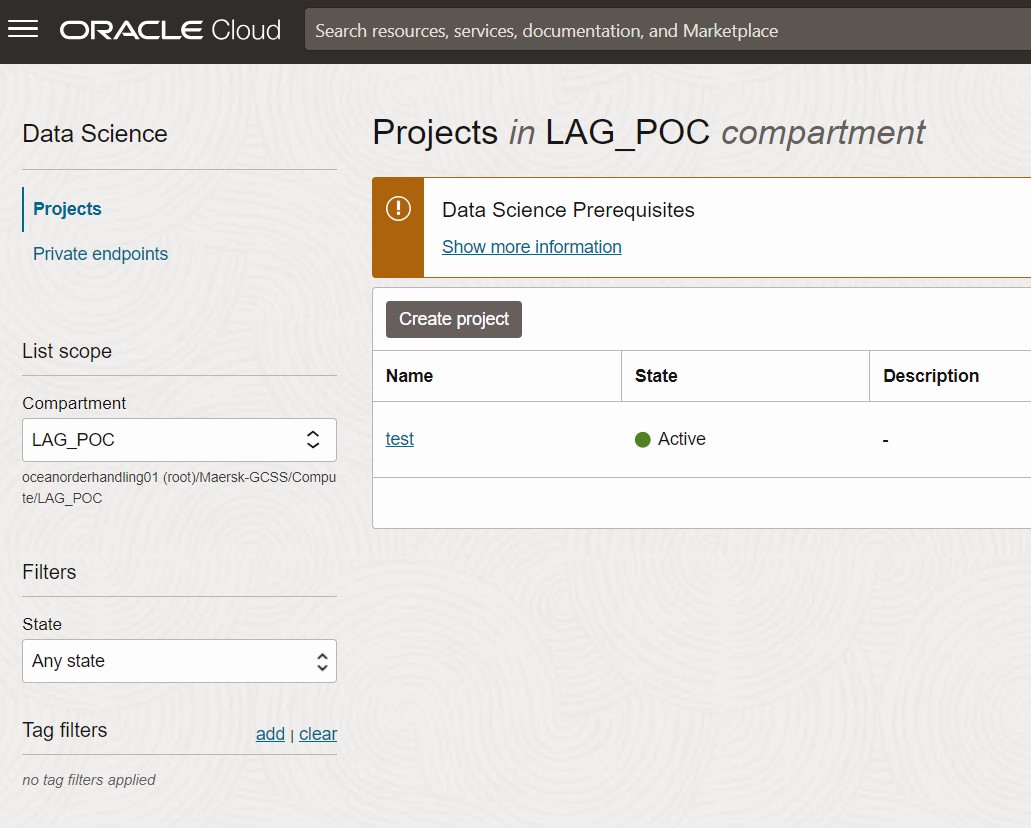 ORACLE Cloud
Search resources, services, documentation, and Marketplace
Data Science
Projects
Private endpoints
List scope
Compartment
LAG_POC
oceanorderhandling01 (root)/Maersk-GCSS/Compu
te/LAG_POC
Filters
State
Any state
Tag filters
add | clear
no tag filters applied
Projects in LAG_POC compartment
Data Science Prerequisites
Show more information
Create project
Name State Description
test Active -